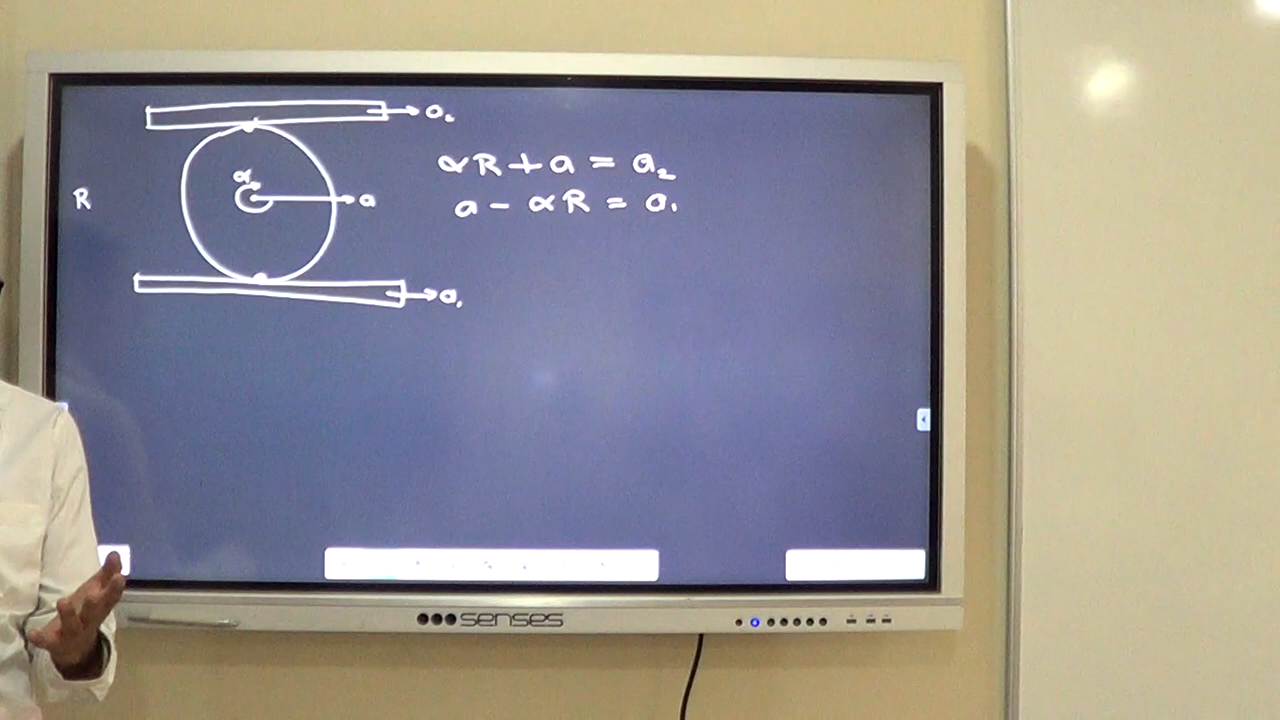 a₂
αR + a = a₂
α
R
a
a - αR = a₁
a₁
senses